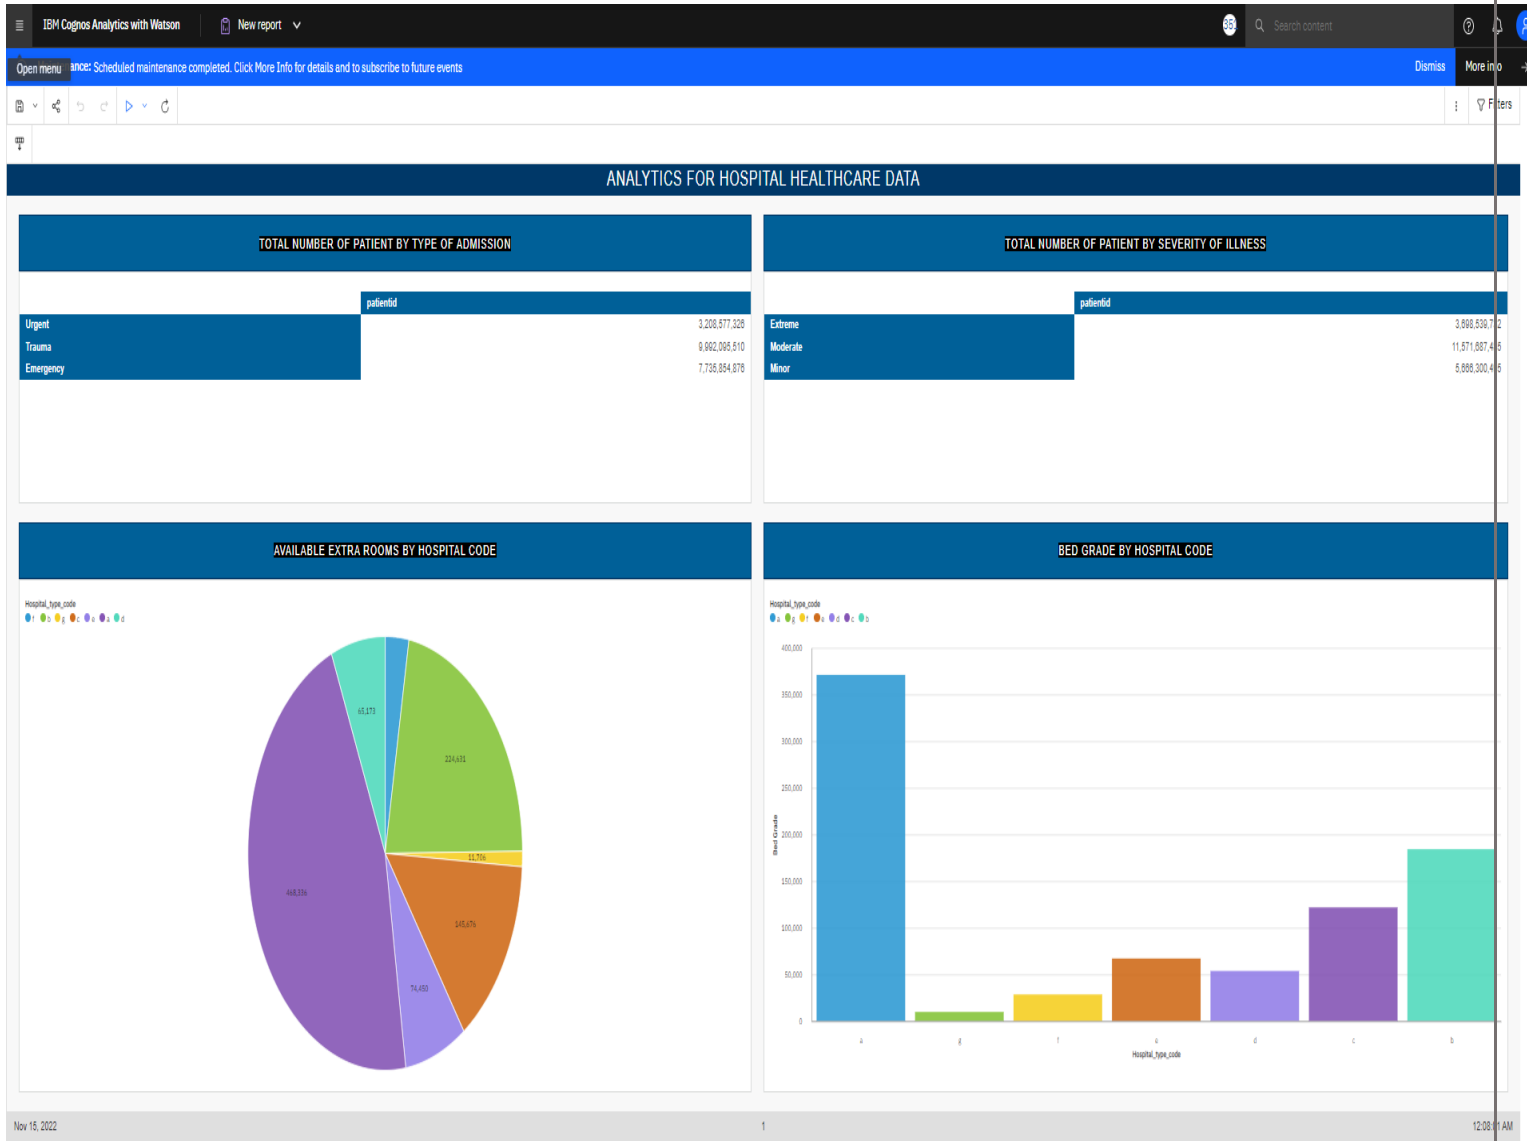 IBM Cognos Analytics with Watson
New report
Search content
Open menu
ance: Scheduled maintenance completed. Click More Info for details and to subscribe to future events
Dismiss
More info
Filters
ANALYTICS FOR HOSPITAL HEALTHCARE DATA
TOTAL NUMBER OF PATIENT BY TYPE OF ADMISSION
patientid
Urgent 3,208,577,326
Trauma 9,992,095,510
Emergency 7,735,854,876
TOTAL NUMBER OF PATIENT BY SEVERITY OF ILLNESS
patientid
Extreme
Moderate
Minor
AVAILABLE EXTRA ROOMS BY HOSPITAL CODE
Hospital_type_code
f b g c e a d
65,173
224,631
11,706
468,336
145,676
74,450
BED GRADE BY HOSPITAL CODE
Hospital_type_code
a g f e d c b
400,000
350,000
300,000
250,000
200,000
150,000
100,000
50,000
0
Bed Grade
a g f e d c b
Hospital_type_code
Nov 15, 2022
1
AM